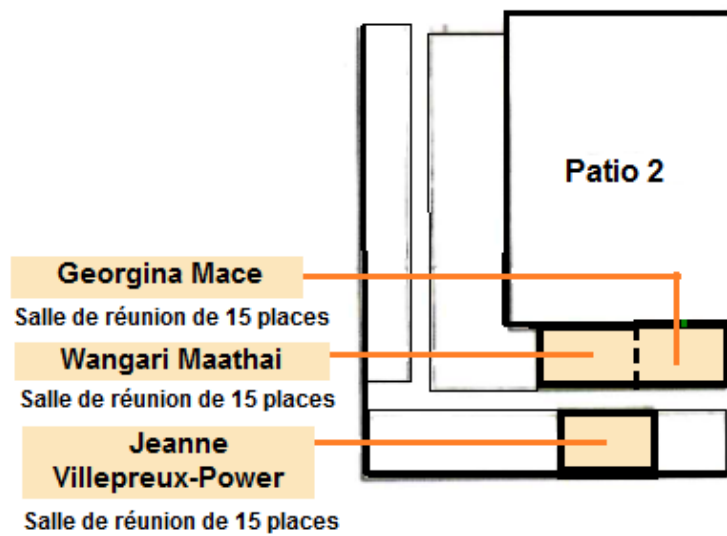 Patio 2
Georgina Mace
Salle de réunion de 15 places
Wangari Maathai
Salle de réunion de 15 places
Jeanne
Villepreux-Power
Salle de réunion de 15 places